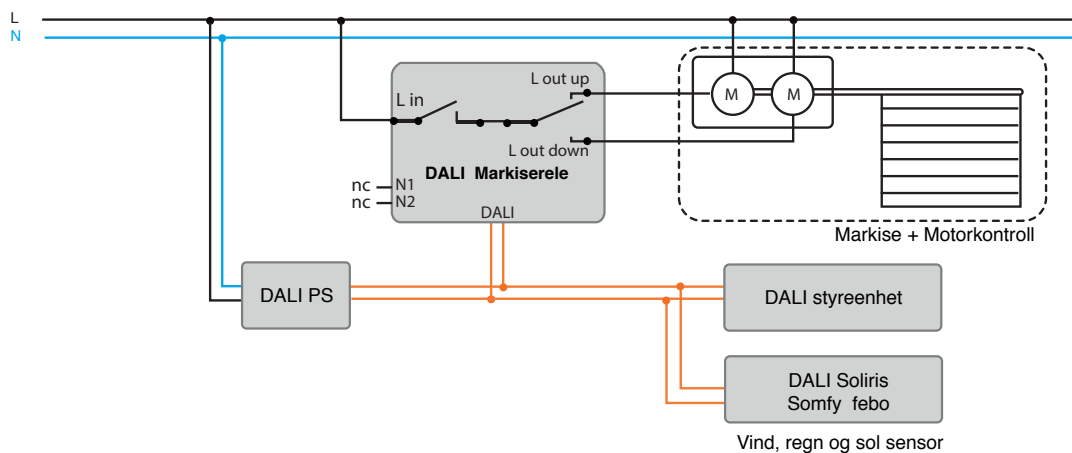 L
N
L out up
L in
M M
L out down
DALI Markiserele
nc N1
nc N2
DALI
Markise + Motorkontroll
DALI PS
DALI styreenhet
DALI Soliris
Somfy febo
Vind, regn og sol sensor